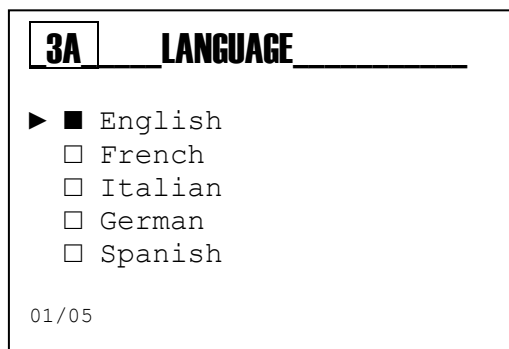 3A LANGUAGE
► ■ English
□ French
□ Italian
□ German
□ Spanish
01/05